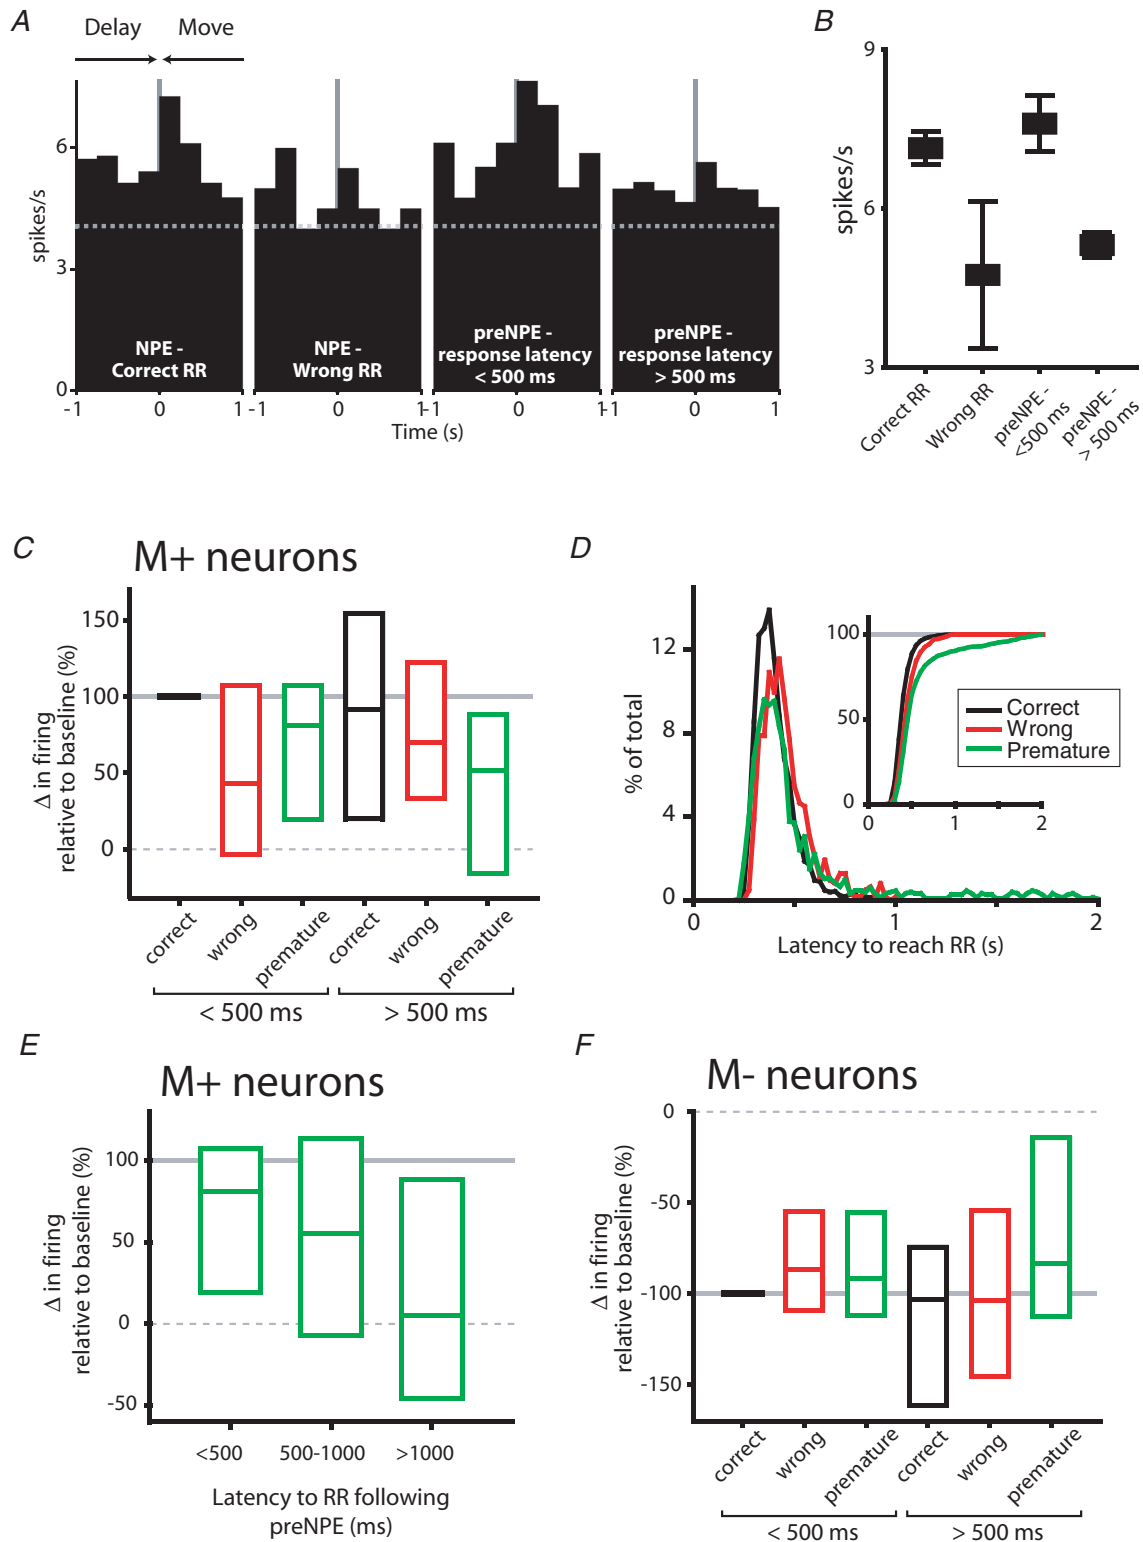 A
Delay
Move
spikes/s
6
3
0
NPE -
Correct RR
NPE -
Wrong RR
preNPE -
response latency
< 500 ms
preNPE -
response latency
> 500 ms
-1
0
1
-1
0
1
-1
0
1
-1
0
1
Time (s)
B
spikes/s
9
6
3
Correct RR
Wrong RR
preNPE -
<500 ms
preNPE -
> 500 ms
C
M+ neurons
Δ in firing
relative to baseline (%)
150
100
50
0
correct
wrong
premature
correct
wrong
premature
< 500 ms
> 500 ms
D
% of total
12
8
4
0
0
1
2
Latency to reach RR (s)
100
50
0
0
1
2
Correct
Wrong
Premature
E
M+ neurons
Δ in firing
relative to baseline (%)
100
50
0
-50
<500
500-1000
>1000
Latency to RR following
preNPE (ms)
F
M- neurons
Δ in firing
relative to baseline (%)
0
-50
-100
-150
correct
wrong
premature
correct
wrong
premature
< 500 ms
> 500 ms